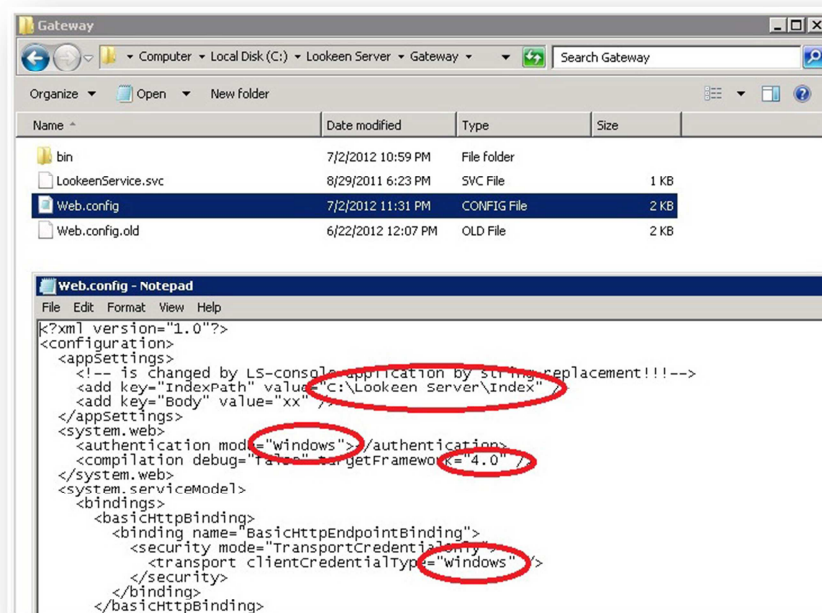 Gateway
Computer Local Disk (C:) Lookeen Server Gateway Search Gateway
Organize Open New folder
Name Date modified Type Size
bin 7/2/2012 10:59 PM File folder
LookeenService.svc 8/29/2011 6:23 PM SVC File 1 KB
Web.config 7/2/2012 11:31 PM CONFIG File 2 KB
Web.config.old 6/22/2012 12:07 PM OLD File 2 KB
Web.config - Notepad
File Edit Format View Help
<?xml version="1.0"?>
<configuration>
<appSettings>
<!-- is changed by LS-console application by string replacement!!!-->
<add key="IndexPath" value="C:\Lookeen Server\Index" />
<add key="Body" value="xx" />
</appSettings>
<system.web>
<authentication mode="Windows"></authentication>
<compilation debug="false" targetFramework="4.0" />
</system.web>
<system.serviceModel>
<bindings>
<basicHttpBinding>
<binding name="BasicHttpEndpointBinding">
<security mode="TransportCredentialOnly">
<transport clientCredentialType="Windows" />
</security>
</binding>
</basicHttpBinding>